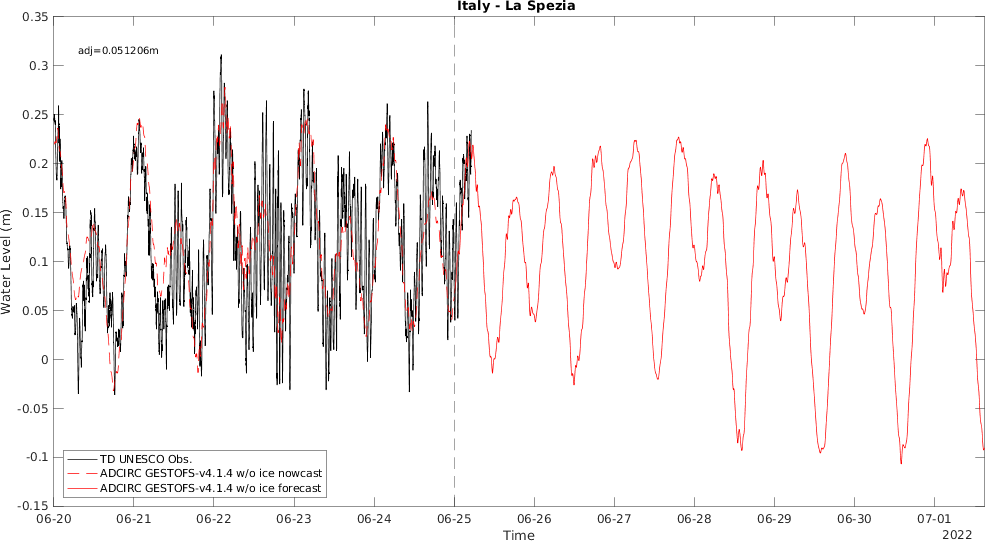 Italy - La Spezia
adj=0.051206m
0.35
0.3
0.25
0.2
0.15
0.1
0.05
0
-0.05
-0.1
-0.15
Water Level (m)
TD UNESCO Obs.
ADCIRC GESTOFS-v4.1.4 w/o ice nowcast
ADCIRC GESTOFS-v4.1.4 w/o ice forecast
06-20 06-21 06-22 06-23 06-24 06-25 06-26 06-27 06-28 06-29 06-30 07-01
Time
2022